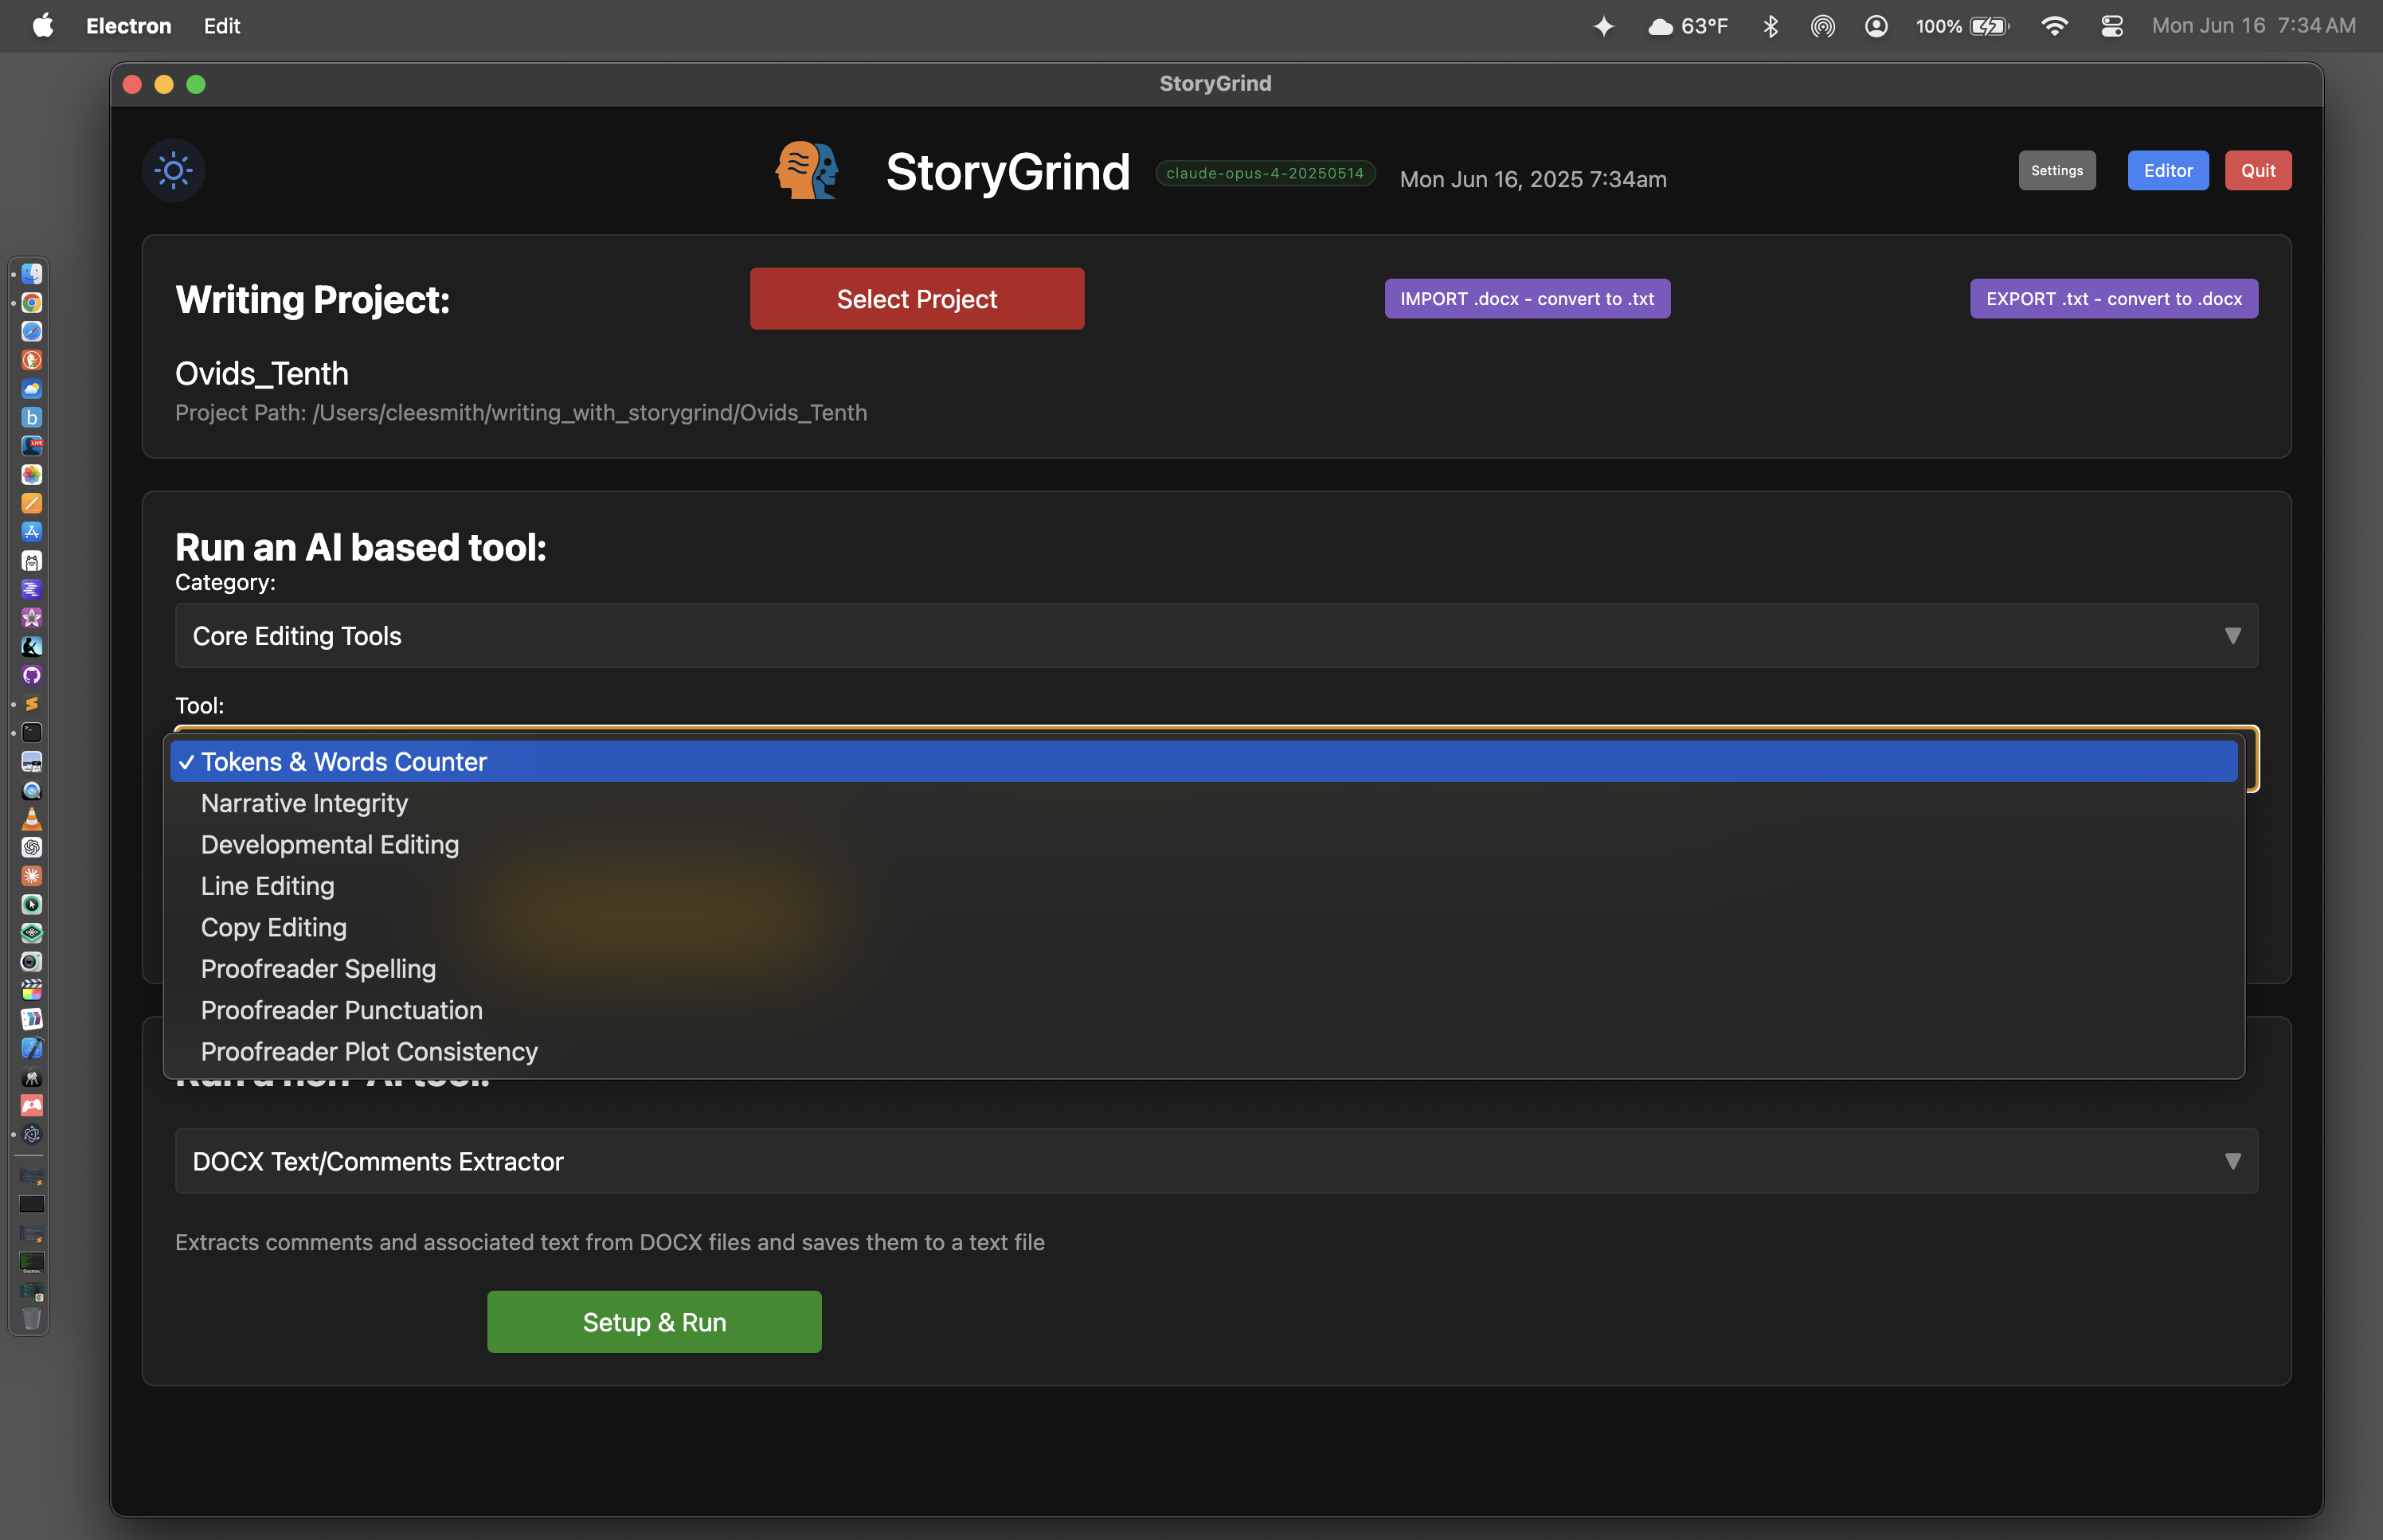 Electron Edit 63°F 100% Mon Jun 16 7:34 AM
StoryGrind
StoryGrind claude-opus-4-20250514 Mon Jun 16, 2025 7:34am Settings Editor Quit
Writing Project: Select Project IMPORT .docx - convert to .txt EXPORT .txt - convert to .docx
Ovids_Tenth
Project Path: /Users/cleesmith/writing_with_storygrind/Ovids_Tenth
Run an AI based tool:
Category:
Core Editing Tools
Tool:
✓ Tokens & Words Counter
Narrative Integrity
Developmental Editing
Line Editing
Copy Editing
Proofreader Spelling
Proofreader Punctuation
Proofreader Plot Consistency
Run a non-AI tool:
DOCX Text/Comments Extractor
Extracts comments and associated text from DOCX files and saves them to a text file
Setup & Run